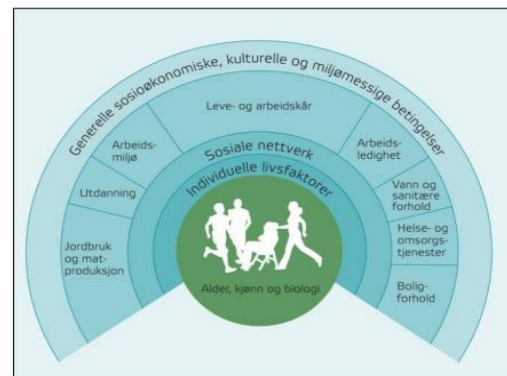 Generelle sosioøkonomiske, kulturelle og miljømessige betingelser
Leve- og arbeidskår
Arbeids-
miljø
Utdanning
Jordbruk
og mat-
produksjon
Arbeids-
ledighet
Vann og
sanitære
forhold
Helse- og
omsorgs-
tjenester
Bolig-
forhold
Sosiale nettverk
Individuelle livsfaktorer
Alder, kjønn og biologi